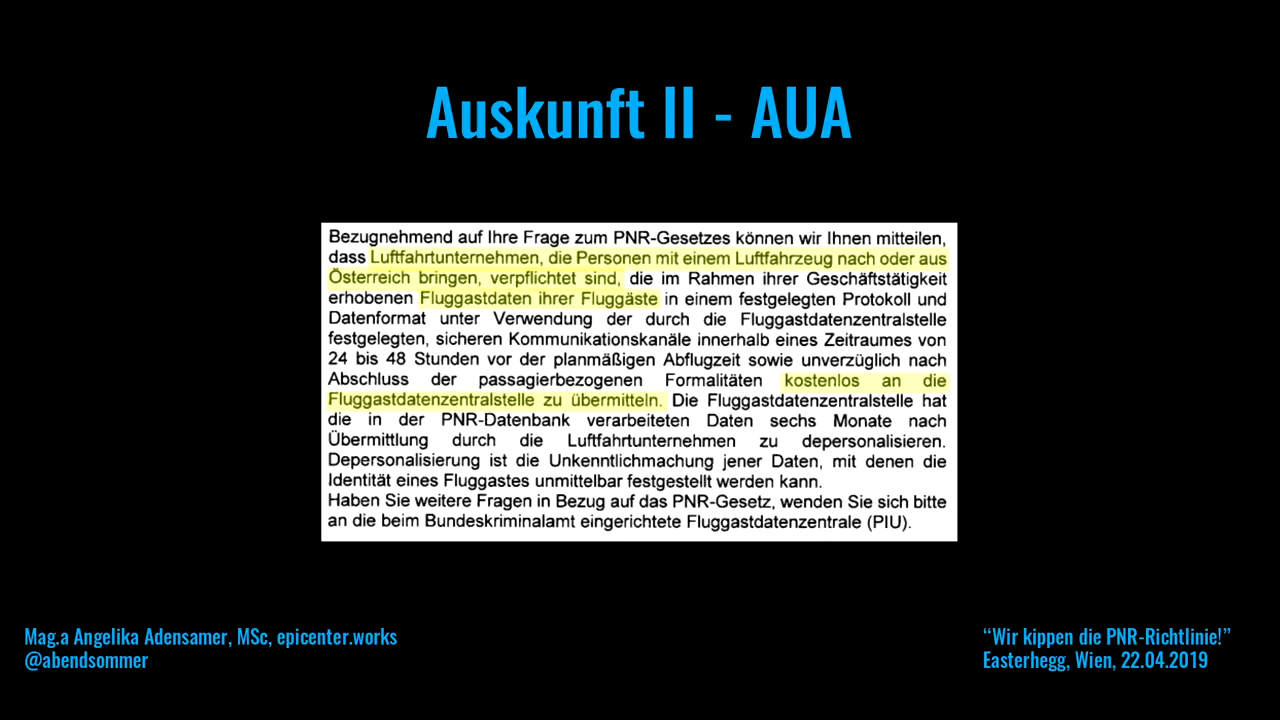 Auskunft II - AUA
Bezugnehmend auf Ihre Frage zum PNR-Gesetzes können wir Ihnen mitteilen,
dass Luftfahrtunternehmen, die Personen mit einem Luftfahrzeug nach oder aus
Österreich bringen, verpflichtet sind, die im Rahmen ihrer Geschäftstätigkeit
erhobenen Fluggastdaten ihrer Fluggäste in einem festgelegten Protokoll und
Datenformat unter Verwendung der durch die Fluggastdatenzentralstelle
festgelegten, sicheren Kommunikationskanäle innerhalb eines Zeitraumes von
24 bis 48 Stunden vor der planmäßigen Abflugzeit sowie unverzüglich nach
Abschluss der passagierbezogenen Formalitäten kostenlos an die
Fluggastdatenzentralstelle zu übermitteln. Die Fluggastdatenzentralstelle hat
die in der PNR-Datenbank verarbeiteten Daten sechs Monate nach
Übermittlung durch die Luftfahrtunternehmen zu depersonalisieren.
Depersonalisierung ist die Unkenntlichmachung jener Daten, mit denen die
Identität eines Fluggastes unmittelbar festgestellt werden kann.
Haben Sie weitere Fragen in Bezug auf das PNR-Gesetz, wenden Sie sich bitte
an die beim Bundeskriminalamt eingerichtete Fluggastdatenzentrale (PIU).
Mag.a Angelika Adensamer, MSc, epicenter.works
@abendsommer
“Wir kippen die PNR-Richtlinie!”
Easterhegg, Wien, 22.04.2019